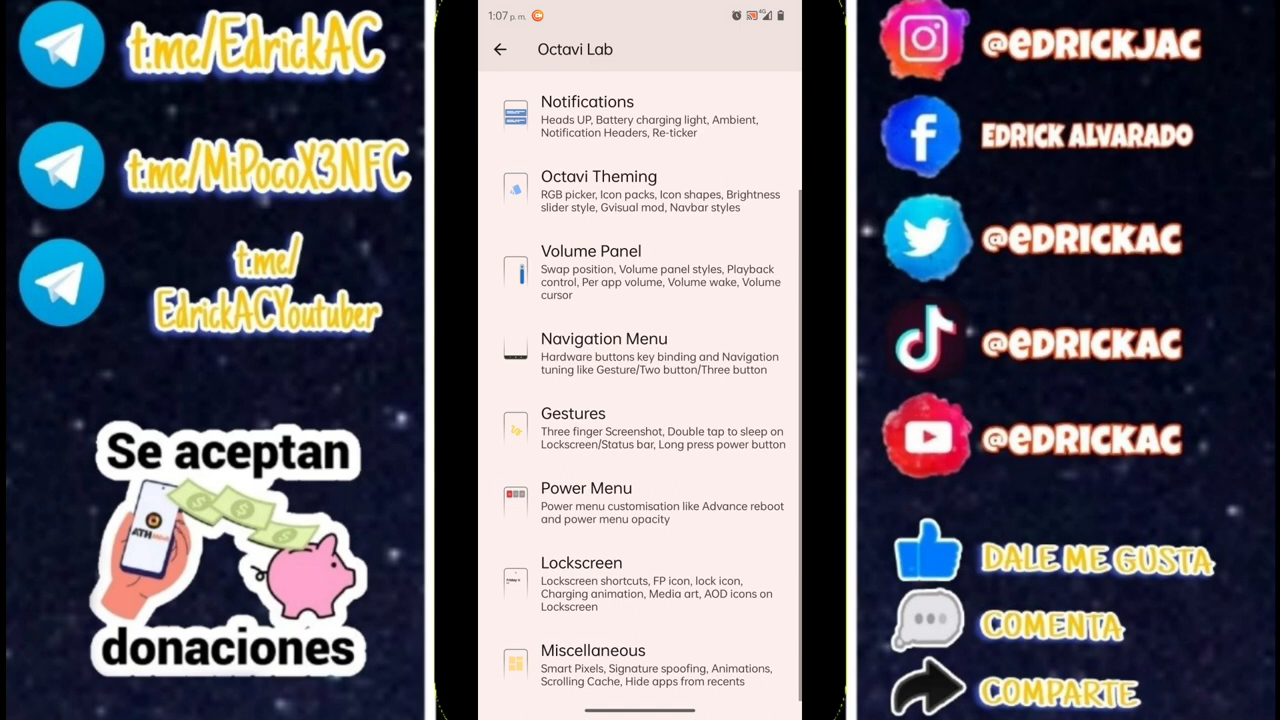 t.me/EdrickAC
t.me/MiPocoX3NFC
t.me/
EdrickACYoutuber
Se aceptan
ATH
donaciones
1:07 p. m.
4G
Octavi Lab
Notifications
Heads UP, Battery charging light, Ambient,
Notification Headers, Re-ticker
Octavi Theming
RGB picker, Icon packs, Icon shapes, Brightness
slider style, Gvisual mod, Navbar styles
Volume Panel
Swap position, Volume panel styles, Playback
control, Per app volume, Volume wake, Volume
cursor
Navigation Menu
Hardware buttons key binding and Navigation
tuning like Gesture/Two button/Three button
Gestures
Three finger Screenshot, Double tap to sleep on
Lockscreen/Status bar, Long press power button
Power Menu
Power menu customisation like Advance reboot
and power menu opacity
Lockscreen
Lockscreen shortcuts, FP icon, lock icon,
Charging animation, Media art, AOD icons on
Lockscreen
Miscellaneous
Smart Pixels, Signature spoofing, Animations,
Scrolling Cache, Hide apps from recents
@EDRICKJAC
EDRICK ALVARADO
@EDRICKAC
@EDRICKAC
@EDRICKAC
DALE ME GUSTA
COMENTA
COMPARTE